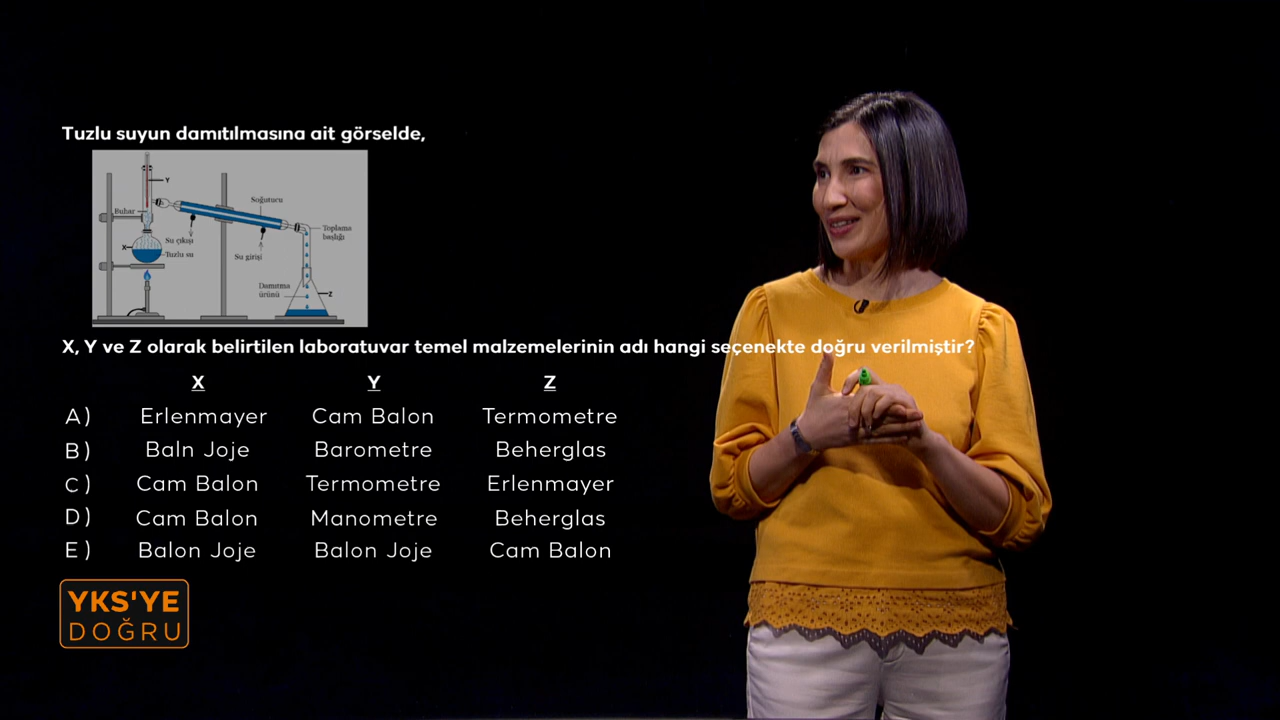 Tuzlu suyun damıtılmasına ait görselde,
Y
Soğutucu
Buhar
Toplama
başlığı
X
Su çıkışı
Tuzlu su
Su girişi
Damıtma
ürünü
Z
X, Y ve Z olarak belirtilen laboratuvar temel malzemelerinin adı hangi seçenekte doğru verilmiştir?
X Y Z
A) Erlenmayer Cam Balon Termometre
B) Baln Joje Barometre Beherglas
C) Cam Balon Termometre Erlenmayer
D) Cam Balon Manometre Beherglas
E) Balon Joje Balon Joje Cam Balon
YKS'YE
DOĞRU